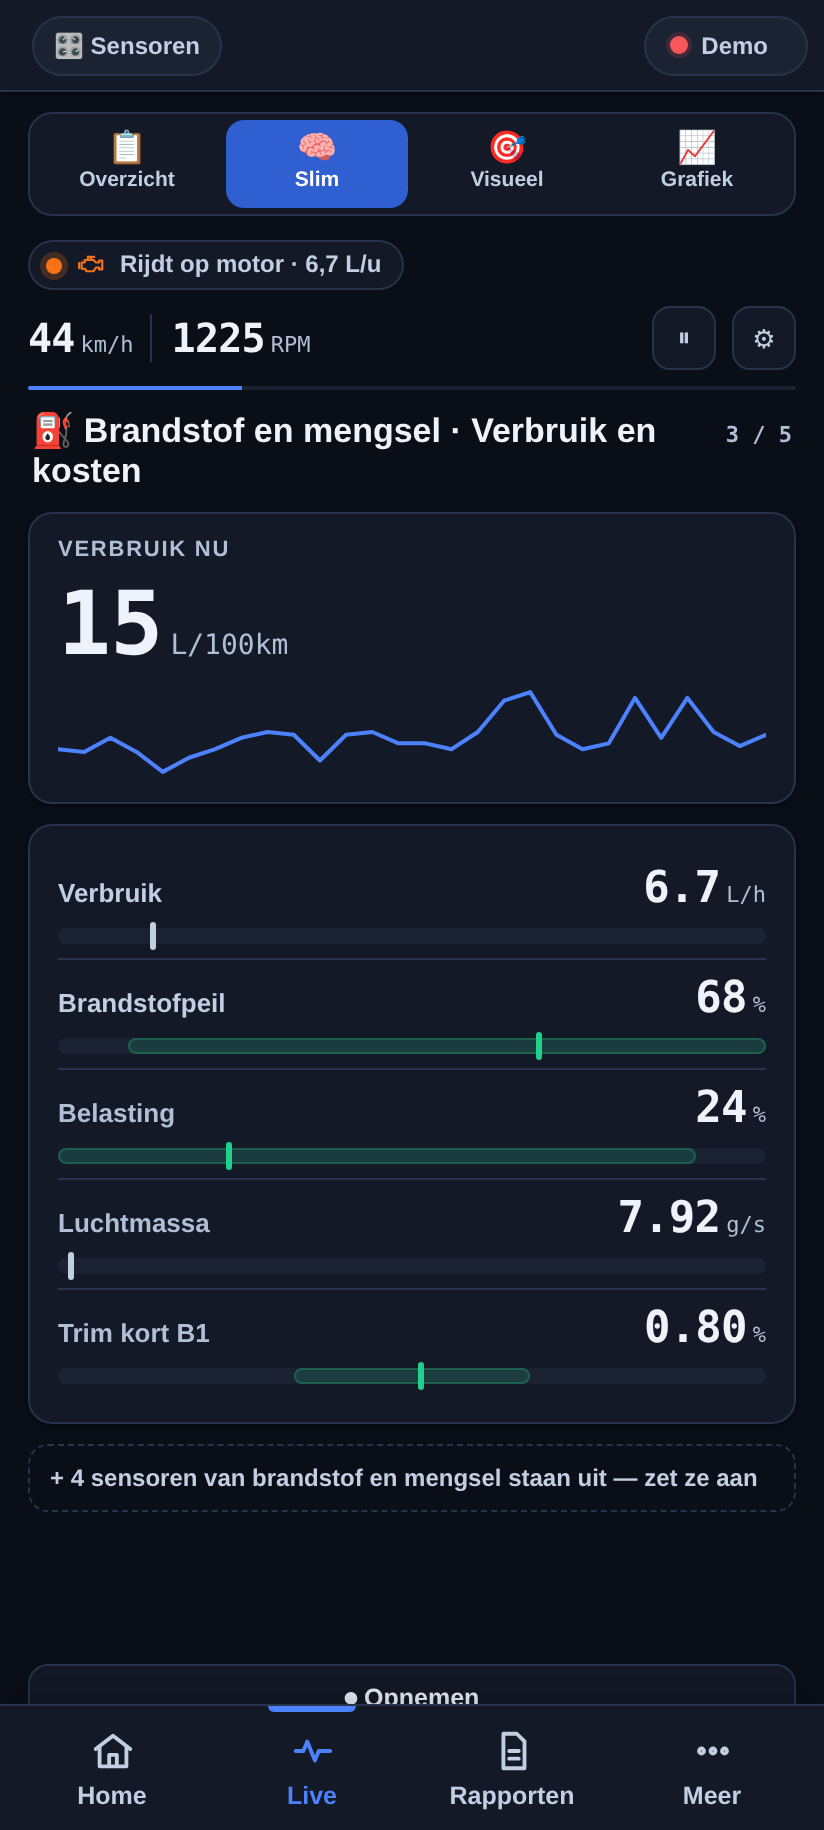 Sensoren
Demo
Overzicht
Slim
Visueel
Grafiek
Rijdt op motor · 6,7 L/u
44 km/h
1225 RPM
Brandstof en mengsel · Verbruik en
kosten
3 / 5
VERBRUIK NU
15 L/100km
Verbruik
6.7 L/h
Brandstofpeil
68 %
Belasting
24 %
Luchtmassa
7.92 g/s
Trim kort B1
0.80 %
+ 4 sensoren van brandstof en mengsel staan uit — zet ze aan
Opnemen
Home
Live
Rapporten
Meer